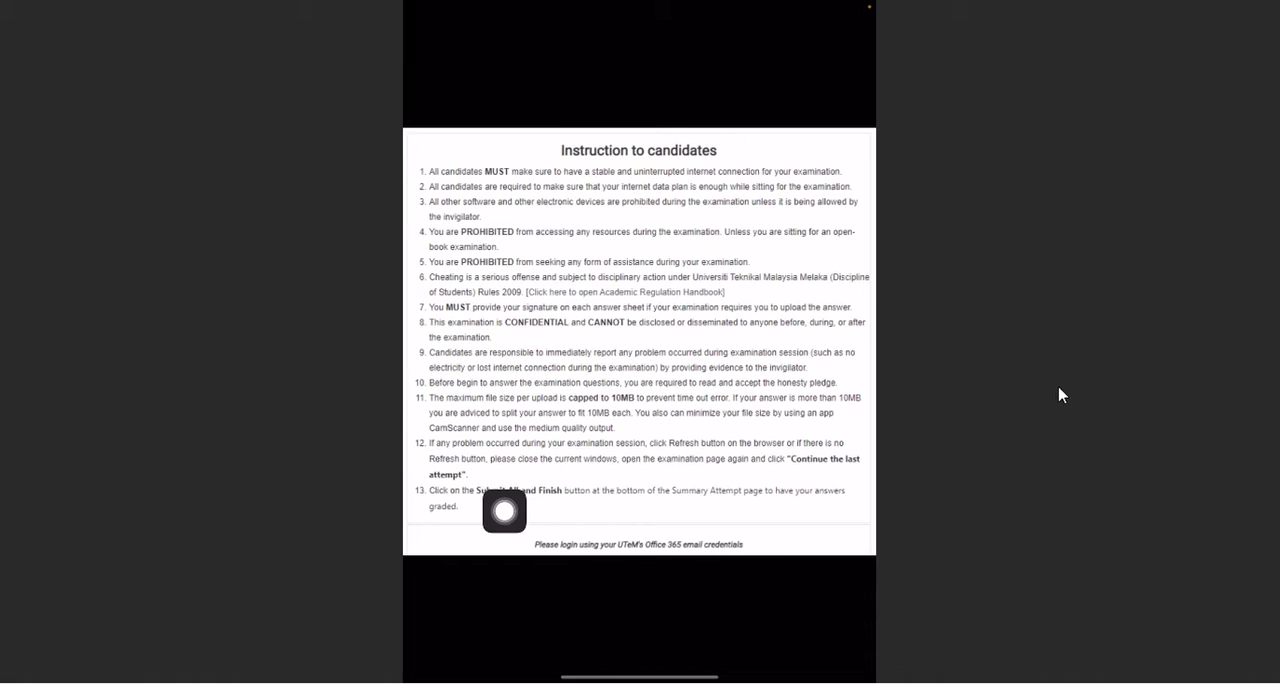 Instruction to candidates
1. All candidates MUST make sure to have a stable and uninterrupted internet connection for your examination.
2. All candidates are required to make sure that your internet data plan is enough while sitting for the examination.
3. All other software and other electronic devices are prohibited during the examination unless it is being allowed by
the invigilator.
4. You are PROHIBITED from accessing any resources during the examination. Unless you are sitting for an open-
book examination.
5. You are PROHIBITED from seeking any form of assistance during your examination.
6. Cheating is a serious offense and subject to disciplinary action under Universiti Teknikal Malaysia Melaka (Discipline
of Students) Rules 2009. [Click here to open Academic Regulation Handbook]
7. You MUST provide your signature on each answer sheet if your examination requires you to upload the answer.
8. This examination is CONFIDENTIAL and CANNOT be disclosed or disseminated to anyone before, during, or after
the examination.
9. Candidates are responsible to immediately report any problem occurred during examination session (such as no
electricity or lost internet connection during the examination) by providing evidence to the invigilator.
10. Before begin to answer the examination questions, you are required to read and accept the honesty pledge.
11. The maximum file size per upload is capped to 10MB to prevent time out error. If your answer is more than 10MB
you are adviced to split your answer to fit 10MB each. You also can minimize your file size by using an app
CamScanner and use the medium quality output.
12. If any problem occurred during your examination session, click Refresh button on the browser or if there is no
Refresh button, please close the current windows, open the examination page again and click "Continue the last
attempt".
13. Click on the Submit All and Finish button at the bottom of the Summary Attempt page to have your answers
graded.
Please login using your UTeM's Office 365 email credentials